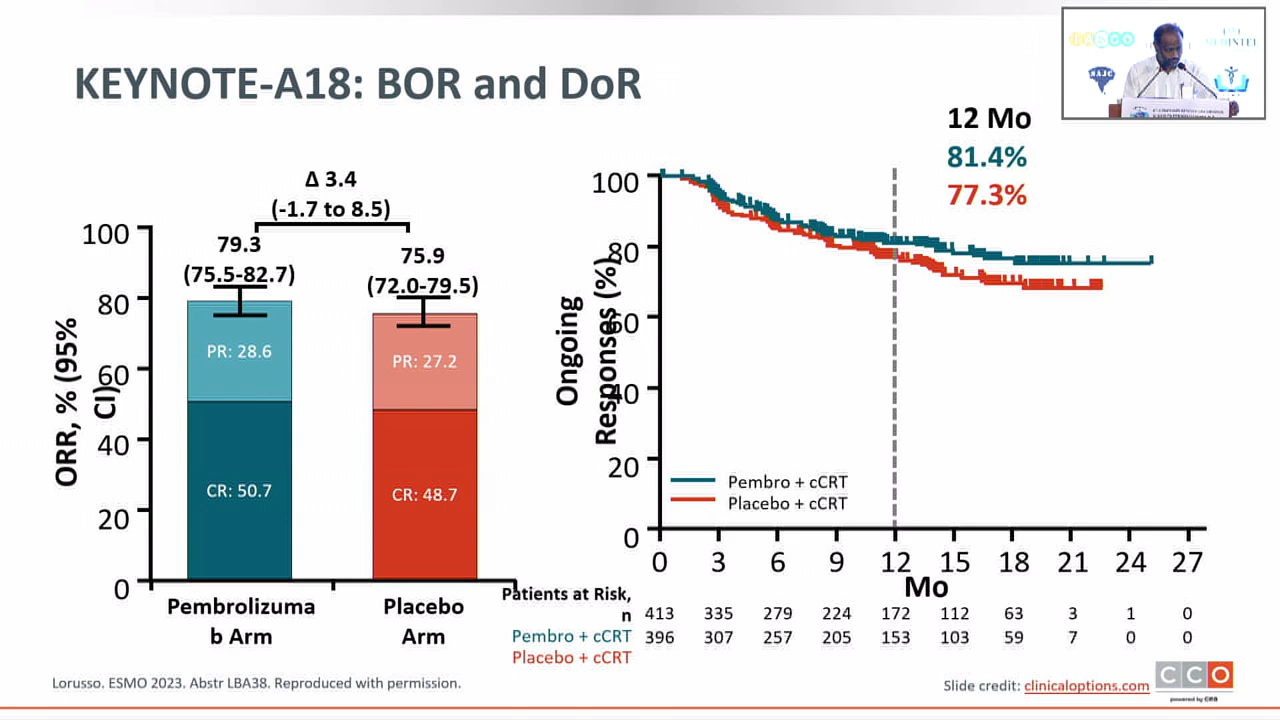 KEYNOTE-A18: BOR and DoR
NAJC
12 Mo
81.4%
77.3%
Δ 3.4
(-1.7 to 8.5)
79.3
(75.5-82.7)
75.9
(72.0-79.5)
ORR, % (95%
CI)
100
80
60
40
20
0
PR: 28.6
CR: 50.7
PR: 27.2
CR: 48.7
Pembrolizuma
b Arm
Placebo
Arm
Ongoing
Responses (%)
100
80
60
40
20
0
Pembro + cCRT
Placebo + cCRT
0 3 6 9 12 15 18 21 24 27
Mo
Patients at Risk,
n
Pembro + cCRT
Placebo + cCRT
413 335 279 224 172 112 63 3 1 0
396 307 257 205 153 103 59 7 0 0
Lorusso. ESMO 2023. Abstr LBA38. Reproduced with permission.
Slide credit: clinicaloptions.com
CCO
powered by cea